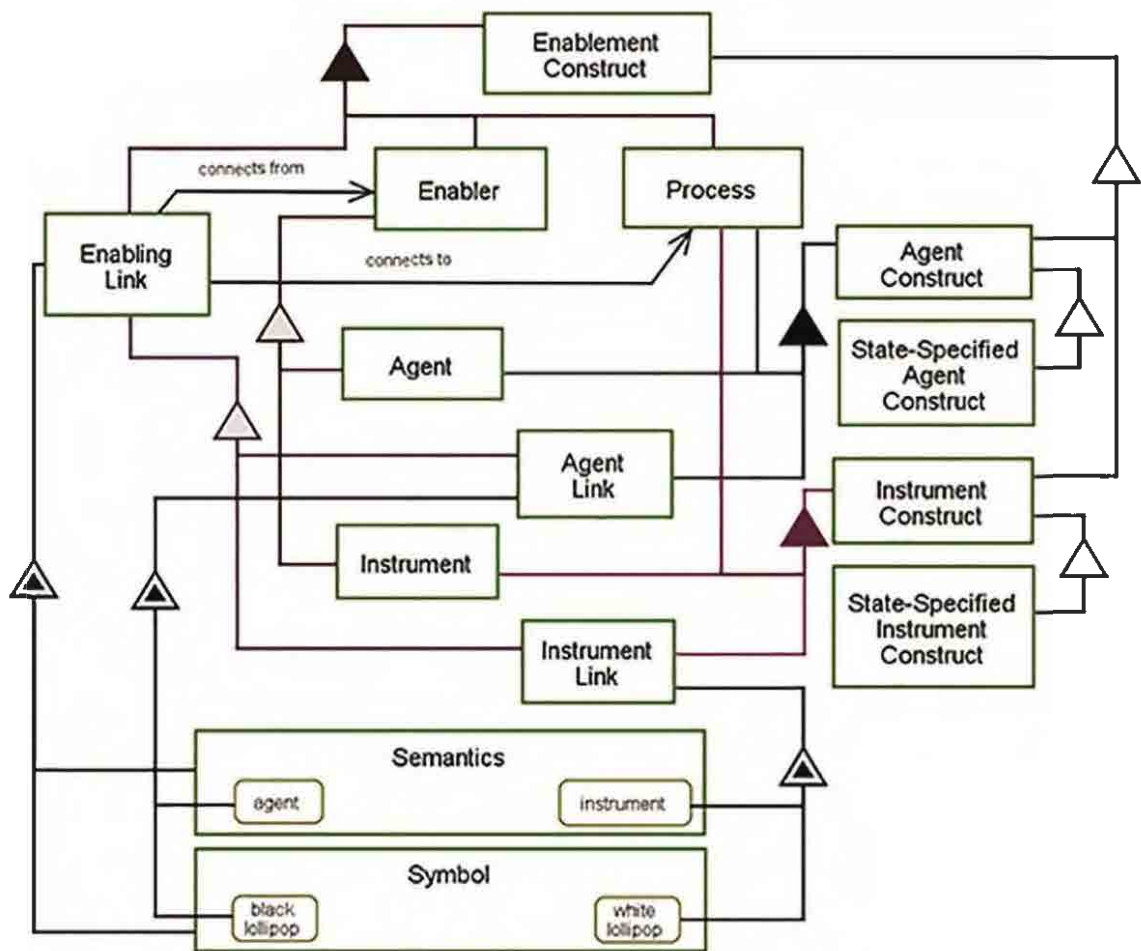 Enablement
Construct
connects from
Enabler
Process
Enabling
Link
connects to
Agent
Construct
Agent
State-Specified
Agent
Construct
Agent
Link
Instrument
Construct
Instrument
State-Specified
Instrument
Construct
Instrument
Link
Semantics
agent
instrument
Symbol
black
lollipop
white
lollipop